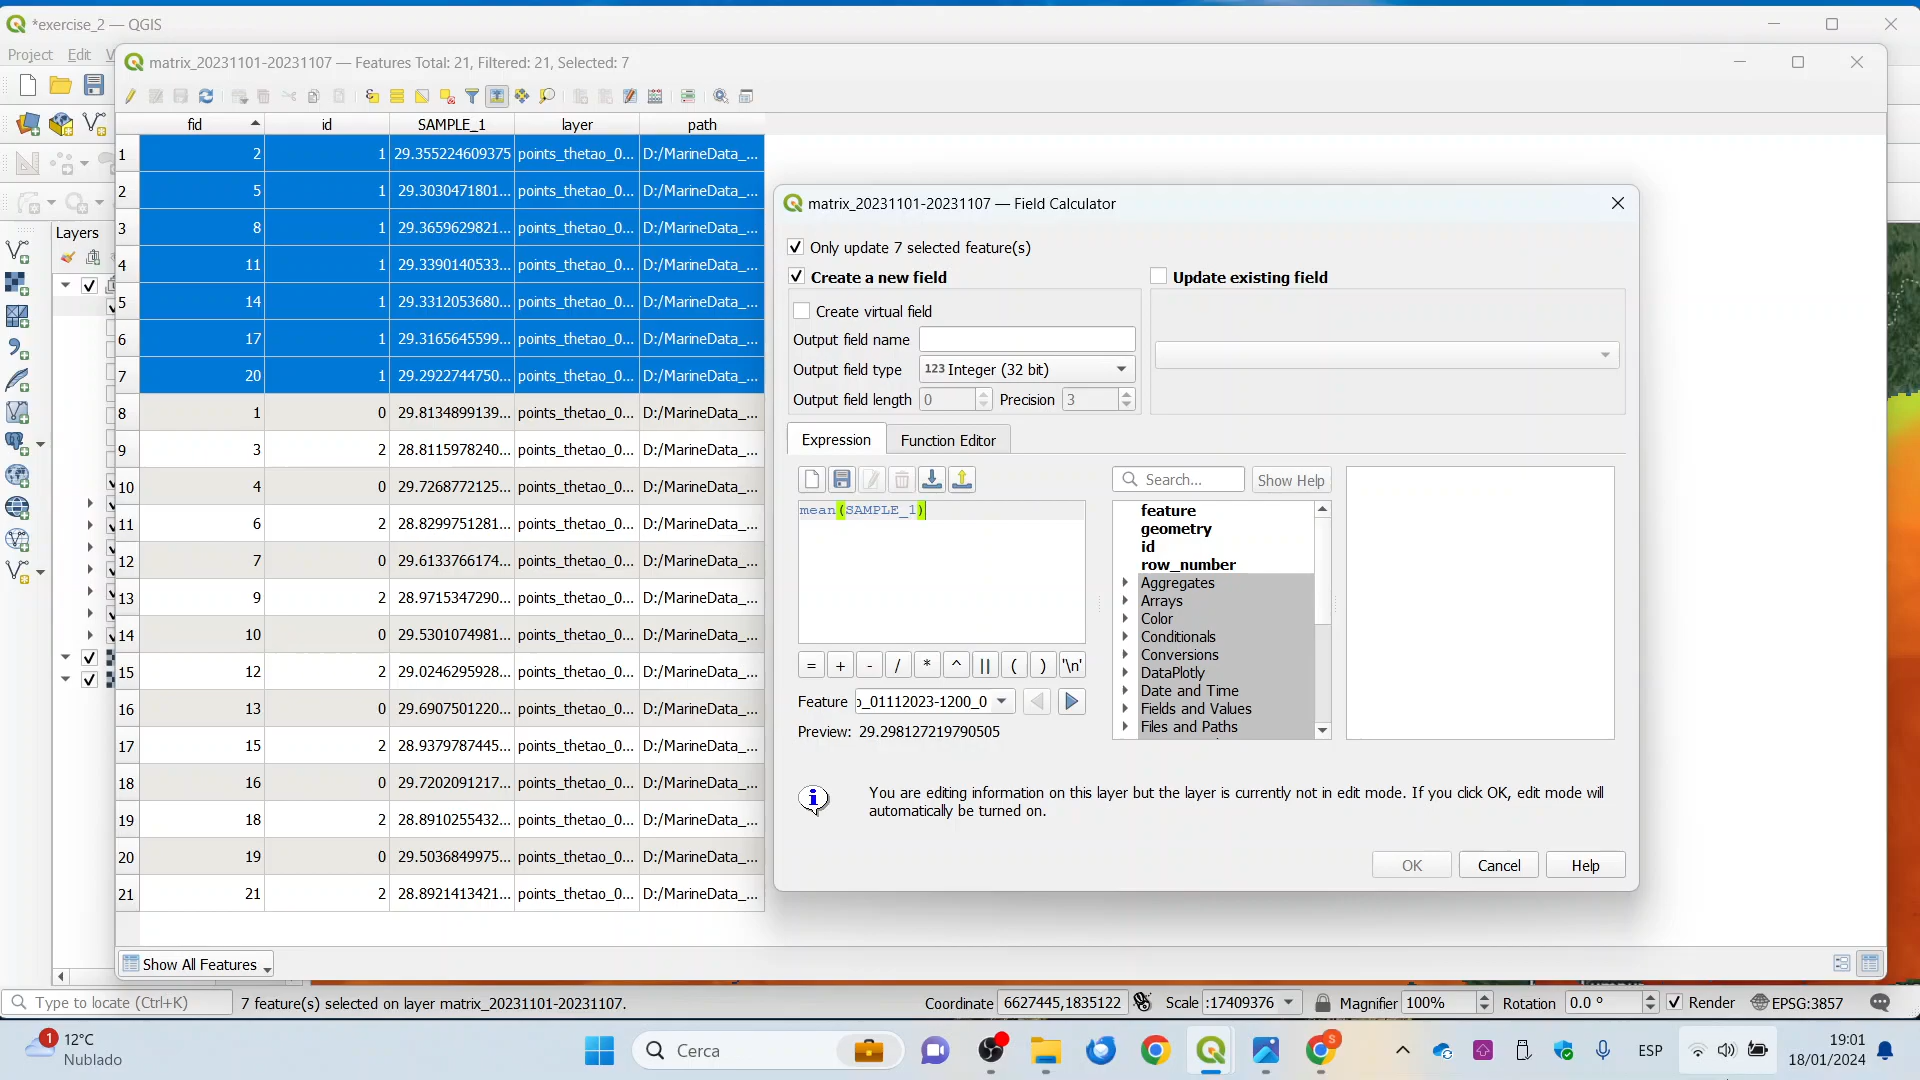 *exercise_2 — QGIS
Project Edit V
matrix_20231101-20231107 — Features Total: 21, Filtered: 21, Selected: 7
fid id SAMPLE_1 layer path
1 2 1 29.355224609375 points_thetao_0... D:/MarineData_...
2 5 1 29.3030471801... points_thetao_0... D:/MarineData_...
3 8 1 29.3659629821... points_thetao_0... D:/MarineData_...
4 11 1 29.3390140533... points_thetao_0... D:/MarineData_...
5 14 1 29.3312053680... points_thetao_0... D:/MarineData_...
6 17 1 29.3165645599... points_thetao_0... D:/MarineData_...
7 20 1 29.2922744750... points_thetao_0... D:/MarineData_...
8 1 0 29.8134899139... points_thetao_0... D:/MarineData_...
9 3 2 28.8115978240... points_thetao_0... D:/MarineData_...
10 4 0 29.7268772125... points_thetao_0... D:/MarineData_...
11 6 2 28.8299751281... points_thetao_0... D:/MarineData_...
12 7 0 29.6133766174... points_thetao_0... D:/MarineData_...
13 9 2 28.9715347290... points_thetao_0... D:/MarineData_...
14 10 0 29.5301074981... points_thetao_0... D:/MarineData_...
15 12 2 29.0246295928... points_thetao_0... D:/MarineData_...
16 13 0 29.6907501220... points_thetao_0... D:/MarineData_...
17 15 2 28.9379787445... points_thetao_0... D:/MarineData_...
18 16 0 29.7202091217... points_thetao_0... D:/MarineData_...
19 18 2 28.8910255432... points_thetao_0... D:/MarineData_...
20 19 0 29.5036849975... points_thetao_0... D:/MarineData_...
21 21 2 28.8921413421... points_thetao_0... D:/MarineData_...
Layers
matrix_20231101-20231107 — Field Calculator
Only update 7 selected feature(s)
Create a new field
Update existing field
Create virtual field
Output field name
Output field type 123 Integer (32 bit)
Output field length 0 Precision 3
Expression Function Editor
Search... Show Help
mean(SAMPLE_1)
feature
geometry
id
row_number
Aggregates
Arrays
Color
Conditionals
Conversions
DataPlotly
Date and Time
Fields and Values
Files and Paths
= + - / * ^ || ( ) '\n'
Feature _01112023-1200_0
Preview: 29.298127219790505
You are editing information on this layer but the layer is currently not in edit mode. If you click OK, edit mode will
automatically be turned on.
OK Cancel Help
Show All Features
Type to locate (Ctrl+K) 7 feature(s) selected on layer matrix_20231101-20231107. Coordinate 6627445,1835122 Scale :17409376 Magnifier 100% Rotation 0.0 ° Render EPSG:3857
1 12°C
Nublado
Cerca
S
ESP
19:01
18/01/2024